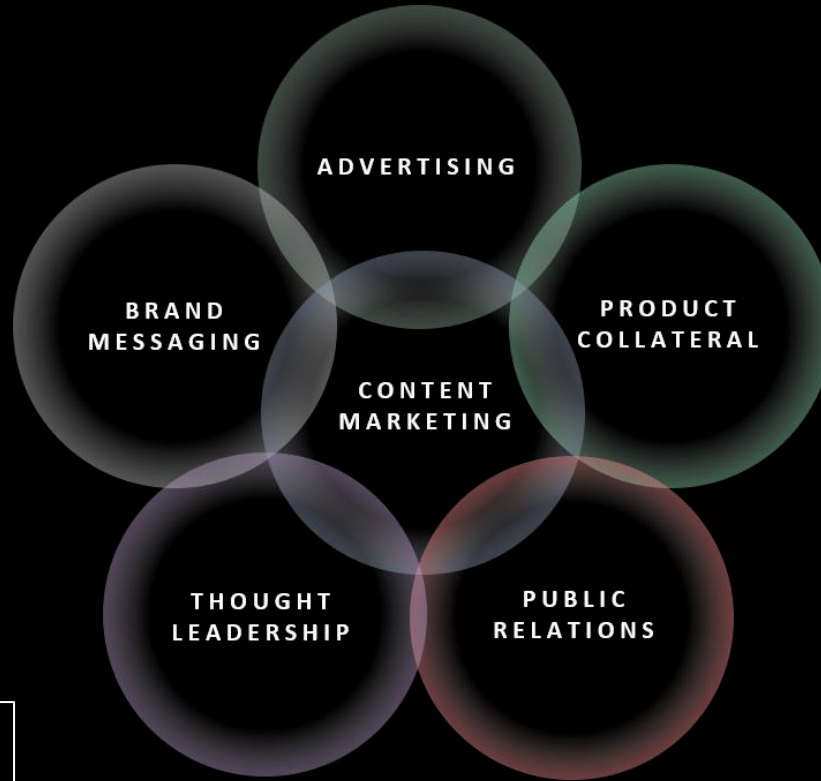 ADVERTISING
BRAND
MESSAGING
PRODUCT
COLLATERAL
CONTENT
MARKETING
THOUGHT
LEADERSHIP
PUBLIC
RELATIONS